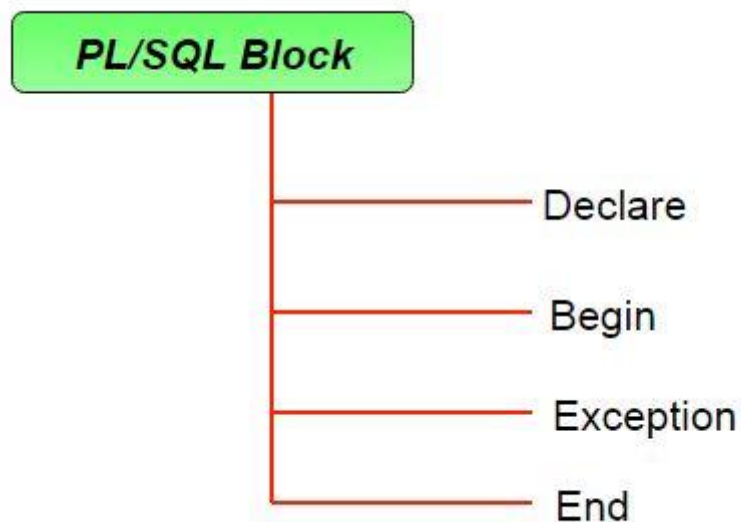 PL/SQL Block
Declare
Begin
Exception
End